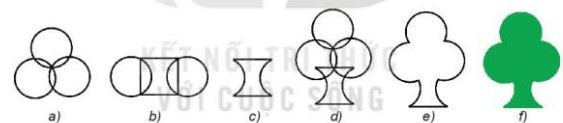 KẾT NỐI TRI THỨC
VỚI CUỘC SỐNG
a) b) c) d) e) f)